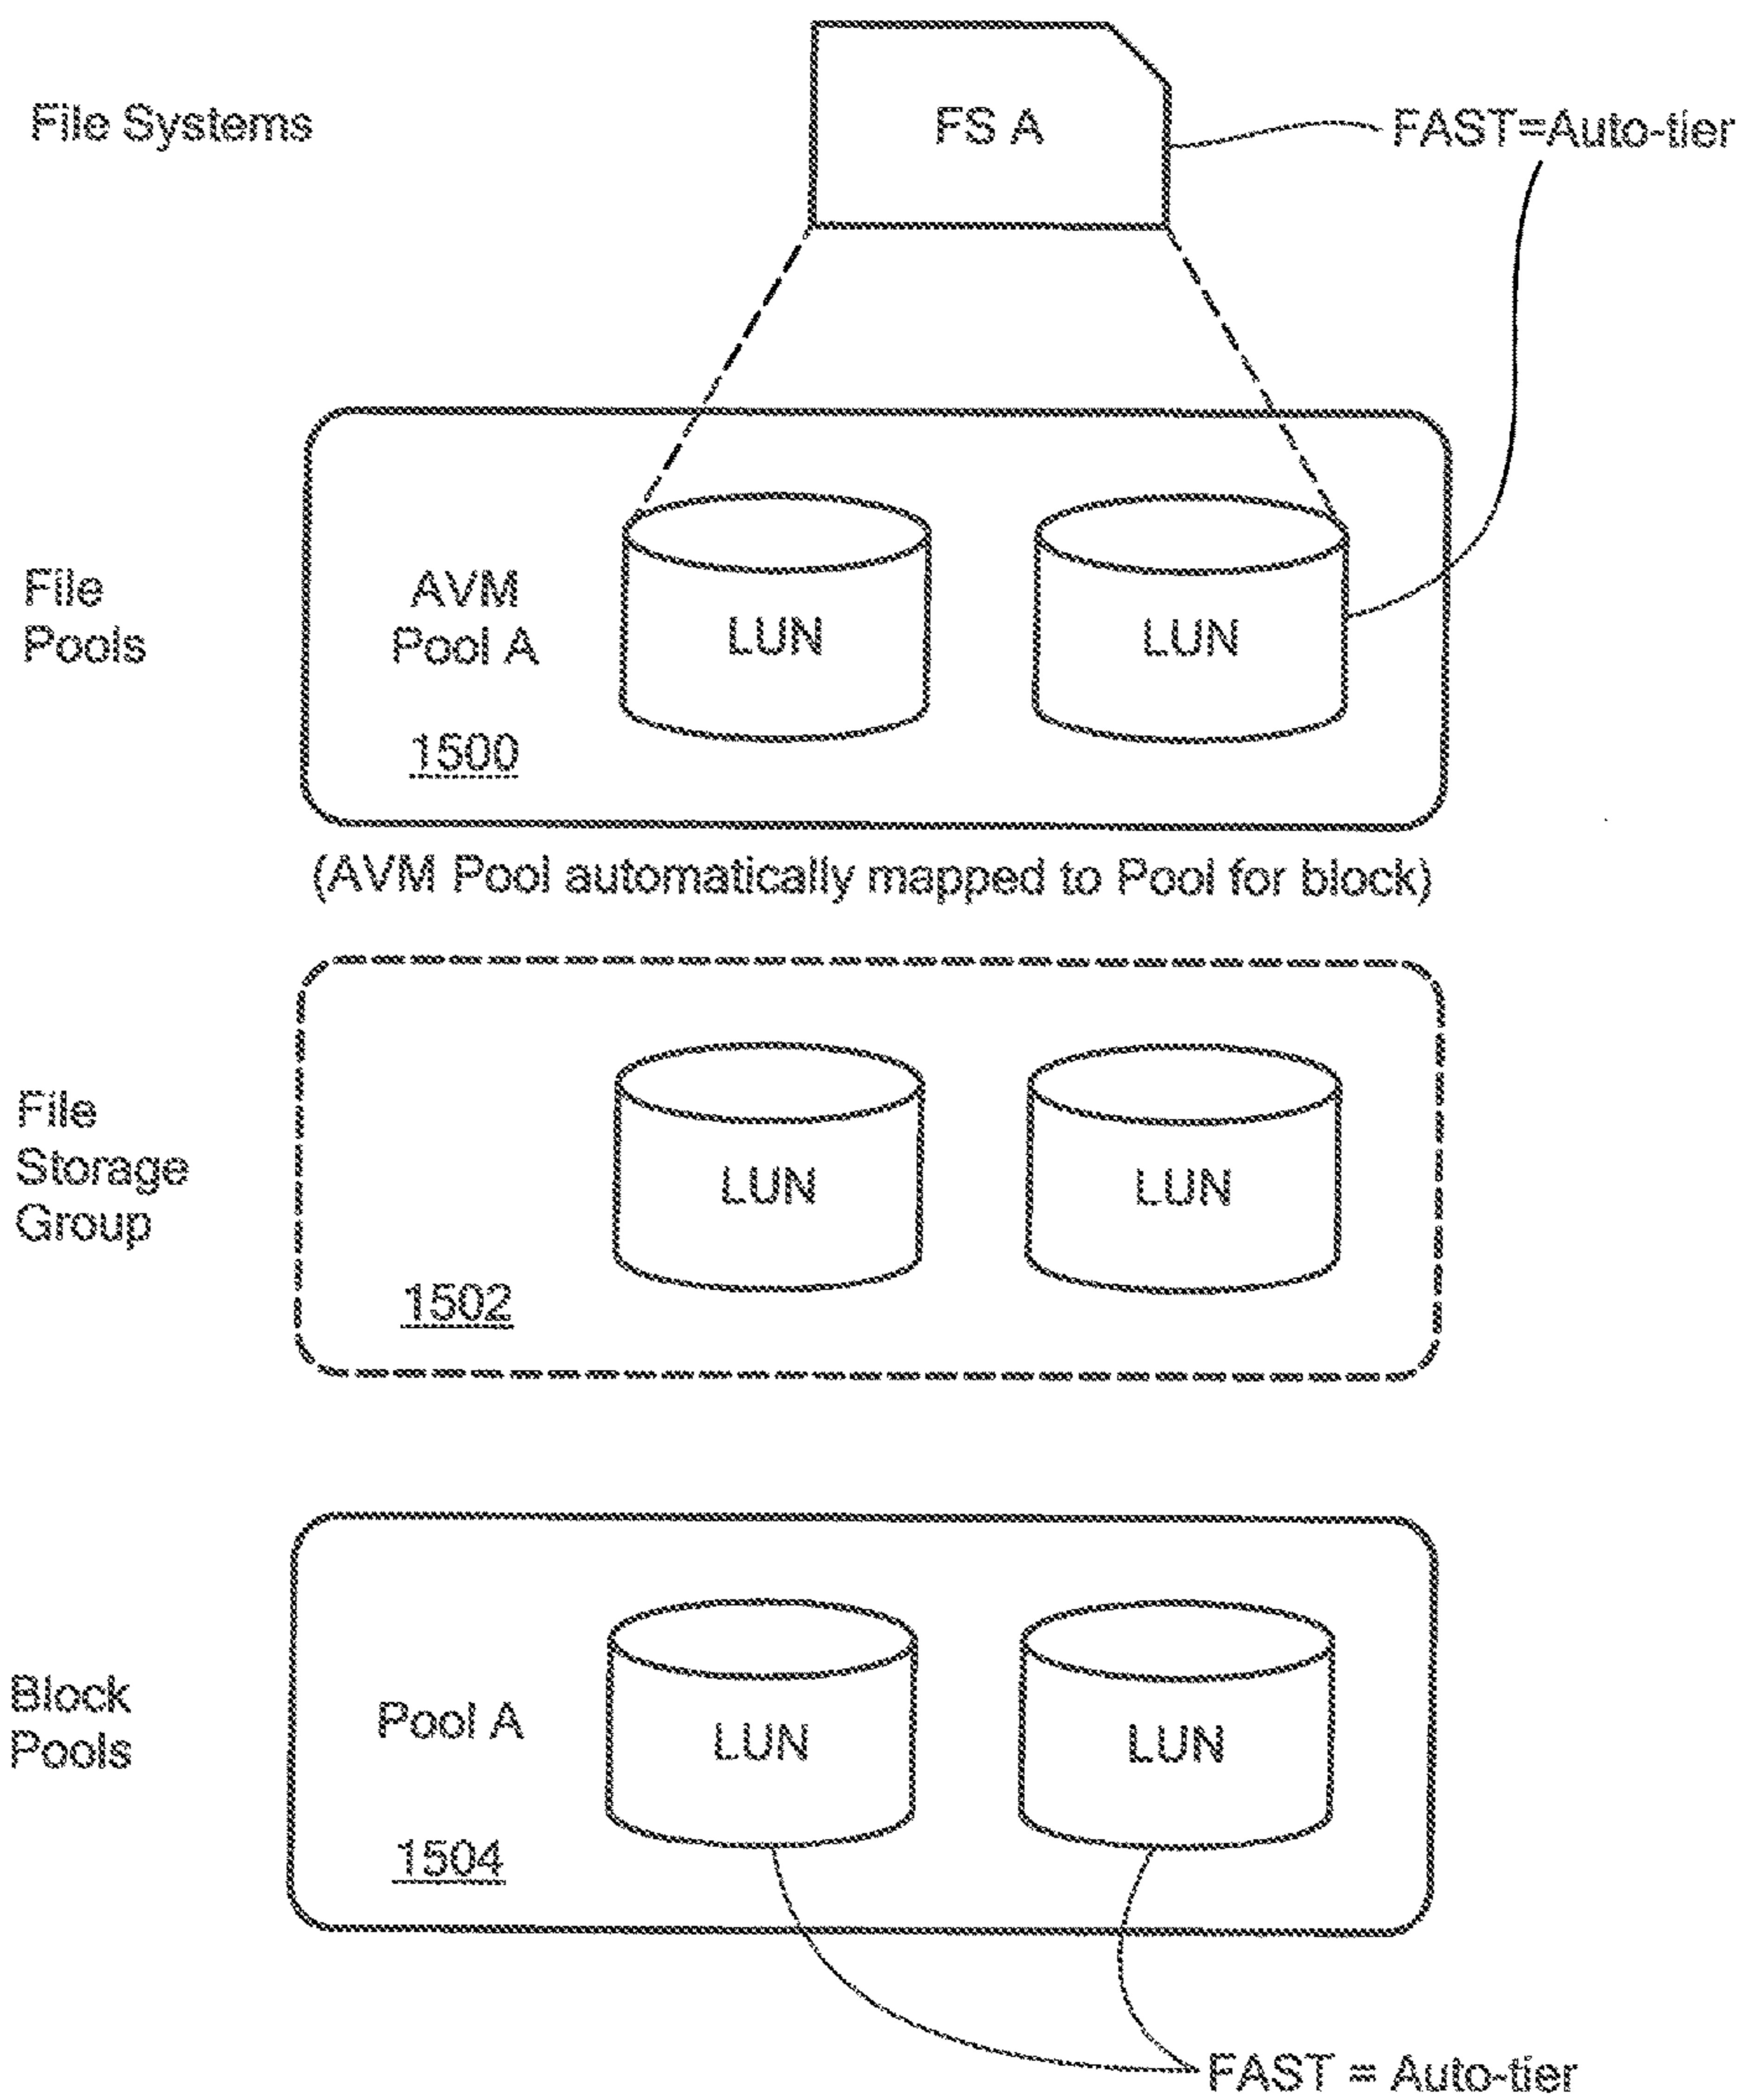 File Systems
FS A
FAST=Auto-tier
File
Pools
AVM
Pool A
LUN
LUN
1500
(AVM Pool automatically mapped to Pool for block)
File
Storage
Group
LUN
LUN
1502
Block
Pools
Pool A
LUN
LUN
1504
FAST = Auto-tier